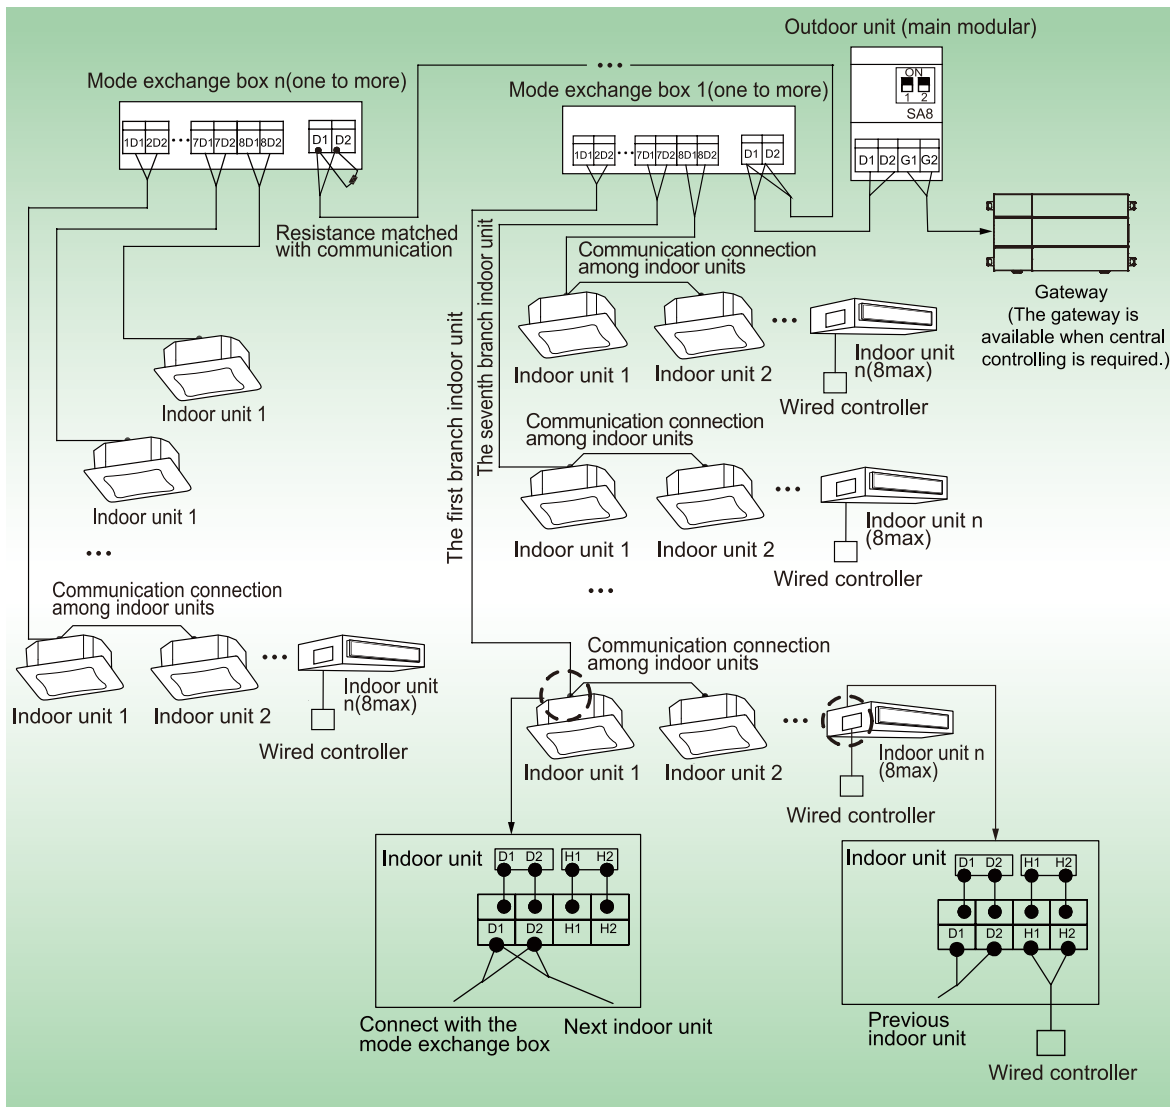 Outdoor unit (main modular)
ON
1 2
SA8
D1 D2 G1 G2
Mode exchange box n(one to more)
1D1 2D2 ••• 7D1 7D2 8D1 8D2 D1 D2
•••
Mode exchange box 1(one to more)
1D1 2D2 ••• 7D1 7D2 8D1 8D2 D1 D2
Resistance matched
with communication
Gateway
(The gateway is
available when central
controlling is required.)
The first branch indoor unit
The seventh branch indoor unit
Communication connection
among indoor units
•••
Indoor unit 1
Indoor unit 2
Indoor unit
n(8max)
Wired controller
Communication connection
among indoor units
•••
Indoor unit 1
Indoor unit 2
Indoor unit n
(8max)
Wired controller
•••
Indoor unit 1
Indoor unit 1
•••
Communication connection
among indoor units
•••
Indoor unit 1
Indoor unit 2
Indoor unit
n(8max)
Wired controller
Communication connection
among indoor units
•••
Indoor unit 1
Indoor unit 2
Indoor unit n
(8max)
Wired controller
Indoor unit
D1 D2 H1 H2
D1 D2 H1 H2
Connect with the
mode exchange box
Next indoor unit
Indoor unit
D1 D2 H1 H2
D1 D2 H1 H2
Previous
indoor unit
Wired controller